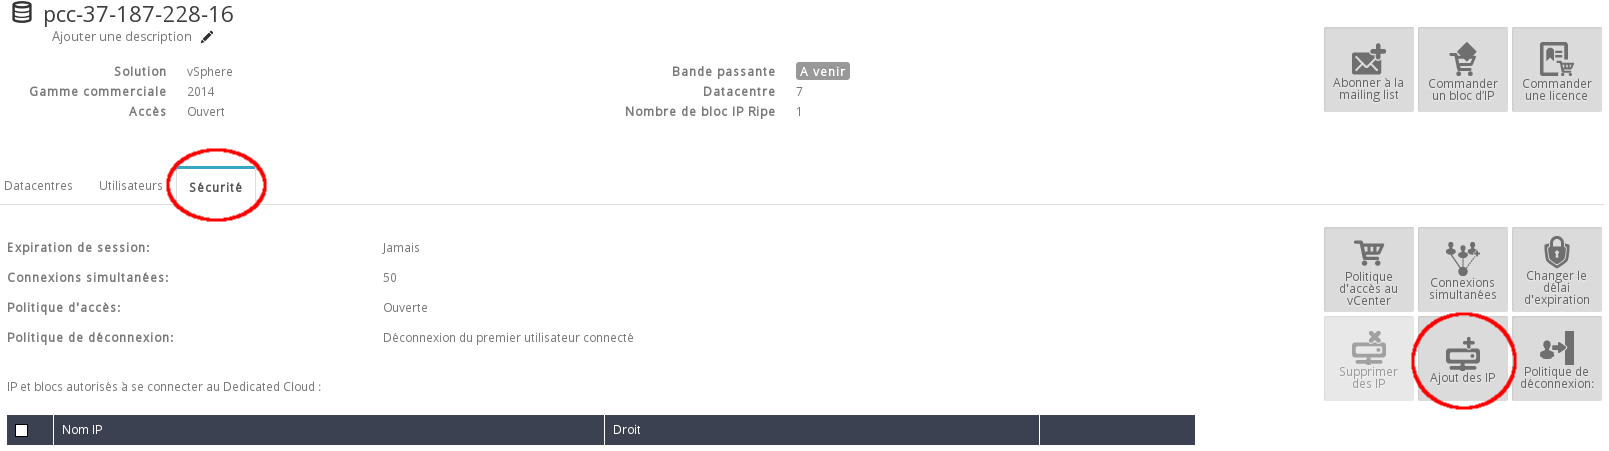 pcc-37-187-228-16
Ajouter une description
Solution vSphere
Gamme commerciale 2014
Accès Ouvert
Bande passante A venir
Datacentre 7
Nombre de bloc IP Ripe 1
Abonner à la
mailing list
Commander
un bloc d'IP
Commander
une licence
Datacentres Utilisateurs Sécurité
Expiration de session: Jamais
Connexions simultanées: 50
Politique d'accès: Ouverte
Politique de déconnexion: Déconnexion du premier utilisateur connecté
Politique
d'accès au
vCenter
Connexions
simultanées
Changer le
délai
d'expiration
Supprimer
des IP
Ajout des IP
Politique de
déconnexion:
IP et blocs autorisés à se connecter au Dedicated Cloud :
Nom IP Droit